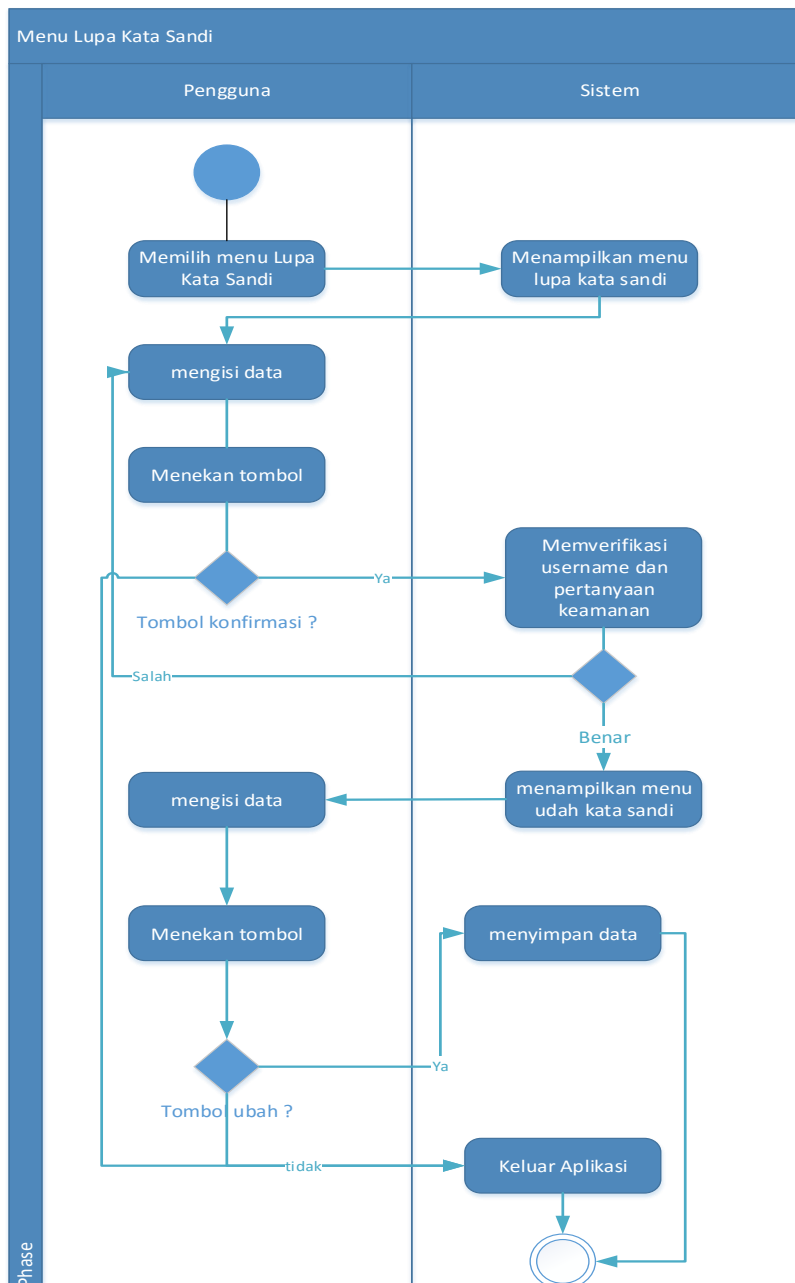 Menu Lupa Kata Sandi
Pengguna
Sistem
Memilih menu Lupa
Kata Sandi
Menampilkan menu
lupa kata sandi
mengisi data
Menekan tombol
Memverifikasi
username dan
pertanyaan
keamanan
Ya
Tombol konfirmasi ?
Salah
Benar
mengisi data
menampilkan menu
udah kata sandi
Menekan tombol
menyimpan data
Ya
Tombol ubah ?
tidak
Keluar Aplikasi
Phase